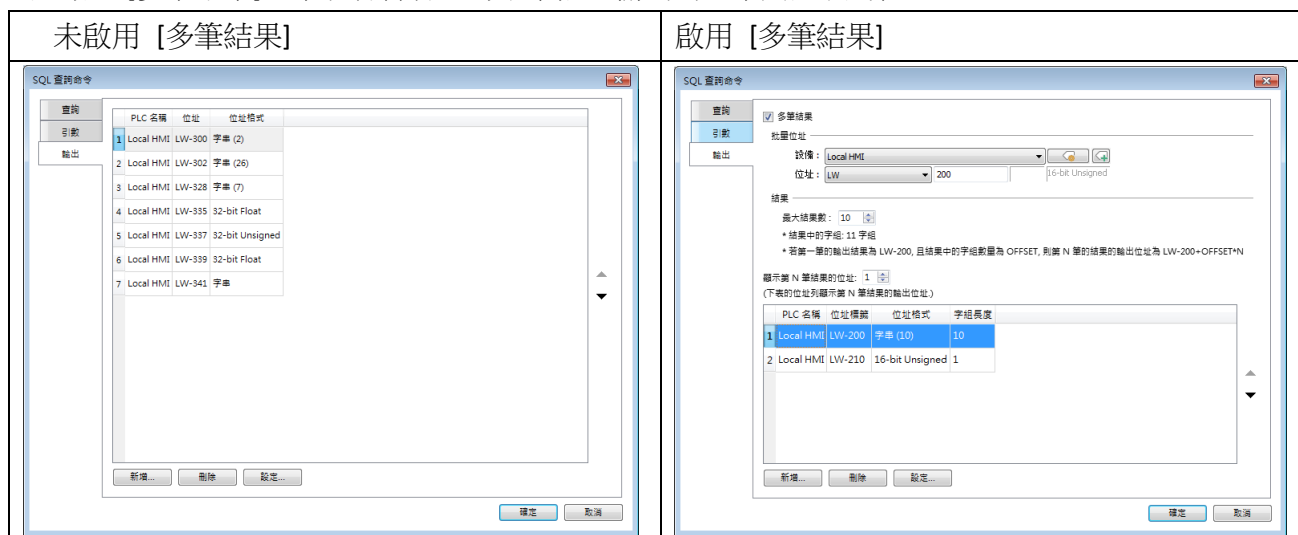 未啟用 [多筆結果]
啟用 [多筆結果]
SQL 查詢命令
查詢
引數
輸出
PLC 名稱 位址 位址格式
1 Local HMI LW-300 字串 (2)
2 Local HMI LW-302 字串 (26)
3 Local HMI LW-328 字串 (7)
4 Local HMI LW-335 32-bit Float
5 Local HMI LW-337 32-bit Unsigned
6 Local HMI LW-339 32-bit Float
7 Local HMI LW-341 字串
新增... 刪除 設定...
確定 取消
SQL 查詢命令
查詢
引數
輸出
多筆結果
批量位址
設備 : Local HMI
位址 : LW 200 16-bit Unsigned
結果
最大結果數 : 10
* 結果中的字組: 11 字組
* 若第一筆的輸出結果為 LW-200, 且結果中的字組數量為 OFFSET, 則第 N 筆的結果的輸出位址為 LW-200+OFFSET*N
顯示第 N 筆結果的位址: 1
(下表的位址列顯示第 N 筆結果的輸出位址.)
PLC 名稱 位址標籤 位址格式 字組長度
1 Local HMI LW-200 字串 (10) 10
2 Local HMI LW-210 16-bit Unsigned 1
新增... 刪除 設定...
確定 取消